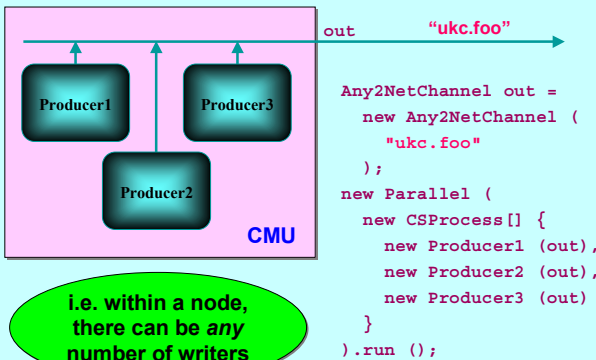 out
“ukc.foo”
Producer1
Producer3
Producer2
CMU
i.e. within a node,
there can be any
number of writers
Any2NetChannel out =
new Any2NetChannel (
"ukc.foo"
);
new Parallel (
new CSProcess[] {
new Producer1 (out),
new Producer2 (out),
new Producer3 (out)
}
).run ();